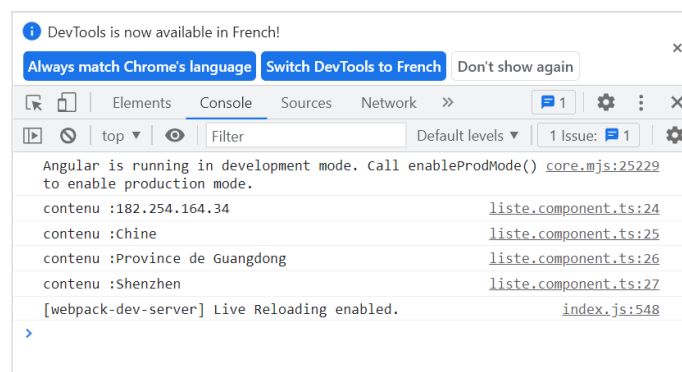 DevTools is now available in French!
Always match Chrome's language Switch DevTools to French Don't show again
Elements Console Sources Network 1
top Filter Default levels 1 Issue: 1
Angular is running in development mode. Call enableProdMode() core.mjs:25229
to enable production mode.
contenu :182.254.164.34 liste.component.ts:24
contenu :Chine liste.component.ts:25
contenu :Province de Guangdong liste.component.ts:26
contenu :Shenzhen liste.component.ts:27
[webpack-dev-server] Live Reloading enabled. index.js:548